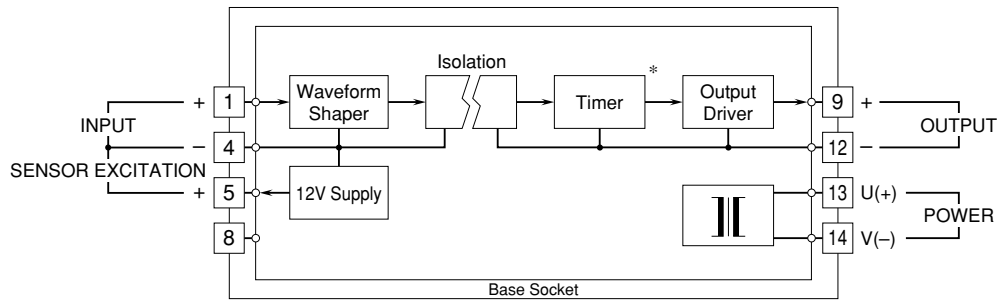 Isolation
Waveform
Shaper
Timer
*
Output
Driver
INPUT
+ 1
– 4
SENSOR EXCITATION
+ 5
12V Supply
8
9 +
OUTPUT
12 –
13 U(+)
POWER
14 V(–)
Base Socket